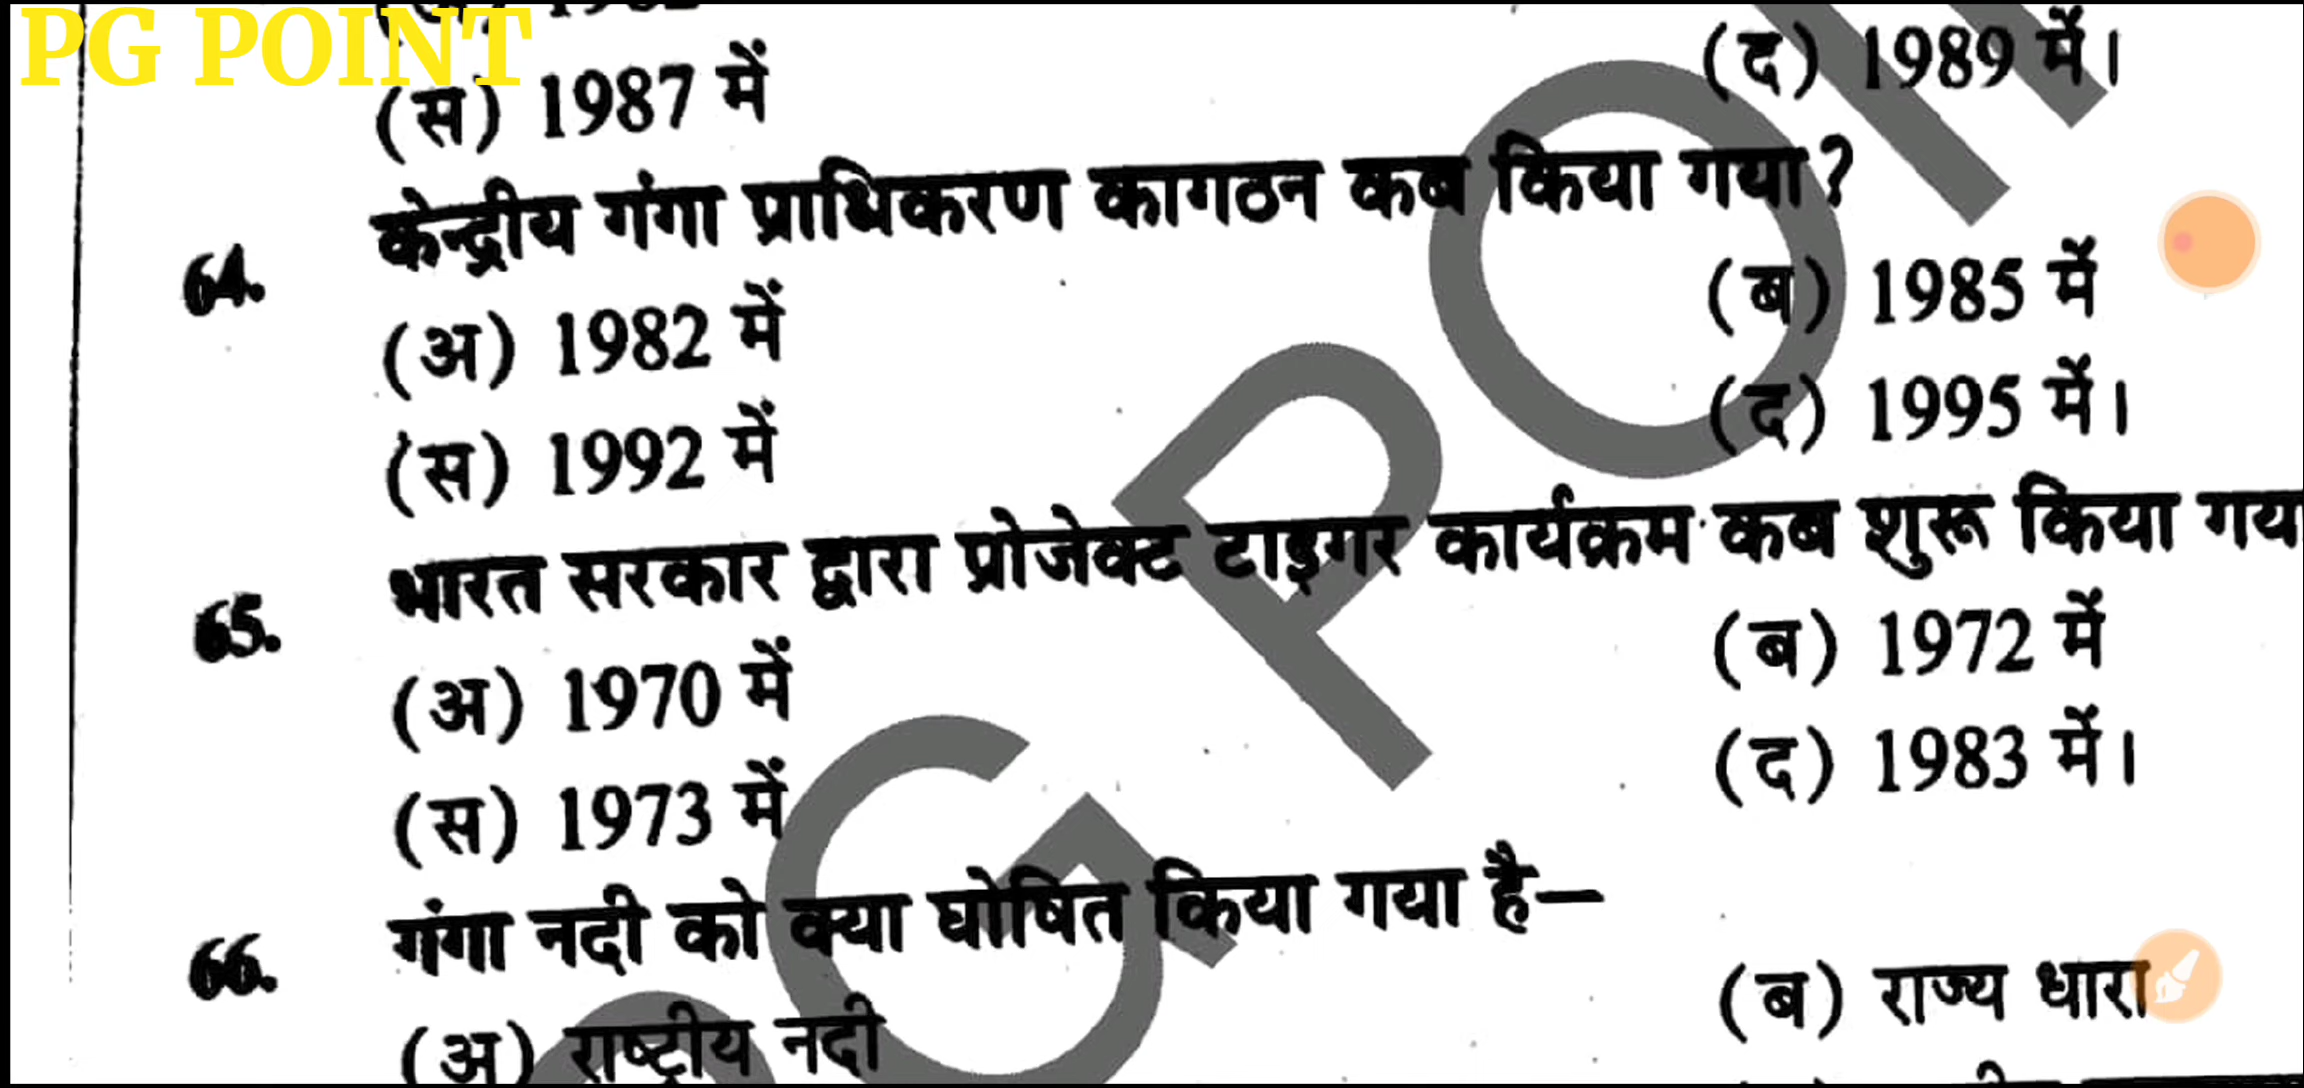 PG POINT
(स) 1987 में
(द) 1989 में।
64. केन्द्रीय गंगा प्राधिकरण कागठन कब किया गया?
(अ) 1982 में
(ब) 1985 में
(स) 1992 में
(द) 1995 में।
65. भारत सरकार द्वारा प्रोजेक्ट टाइगर कार्यक्रम कब शुरू किया गय
(अ) 1970 में
(ब) 1972 में
(स) 1973 में
(द) 1983 में।
66. गंगा नदी को क्या घोषित किया गया है—
(अ) राष्ट्रीय नदी
(ब) राज्य धारा